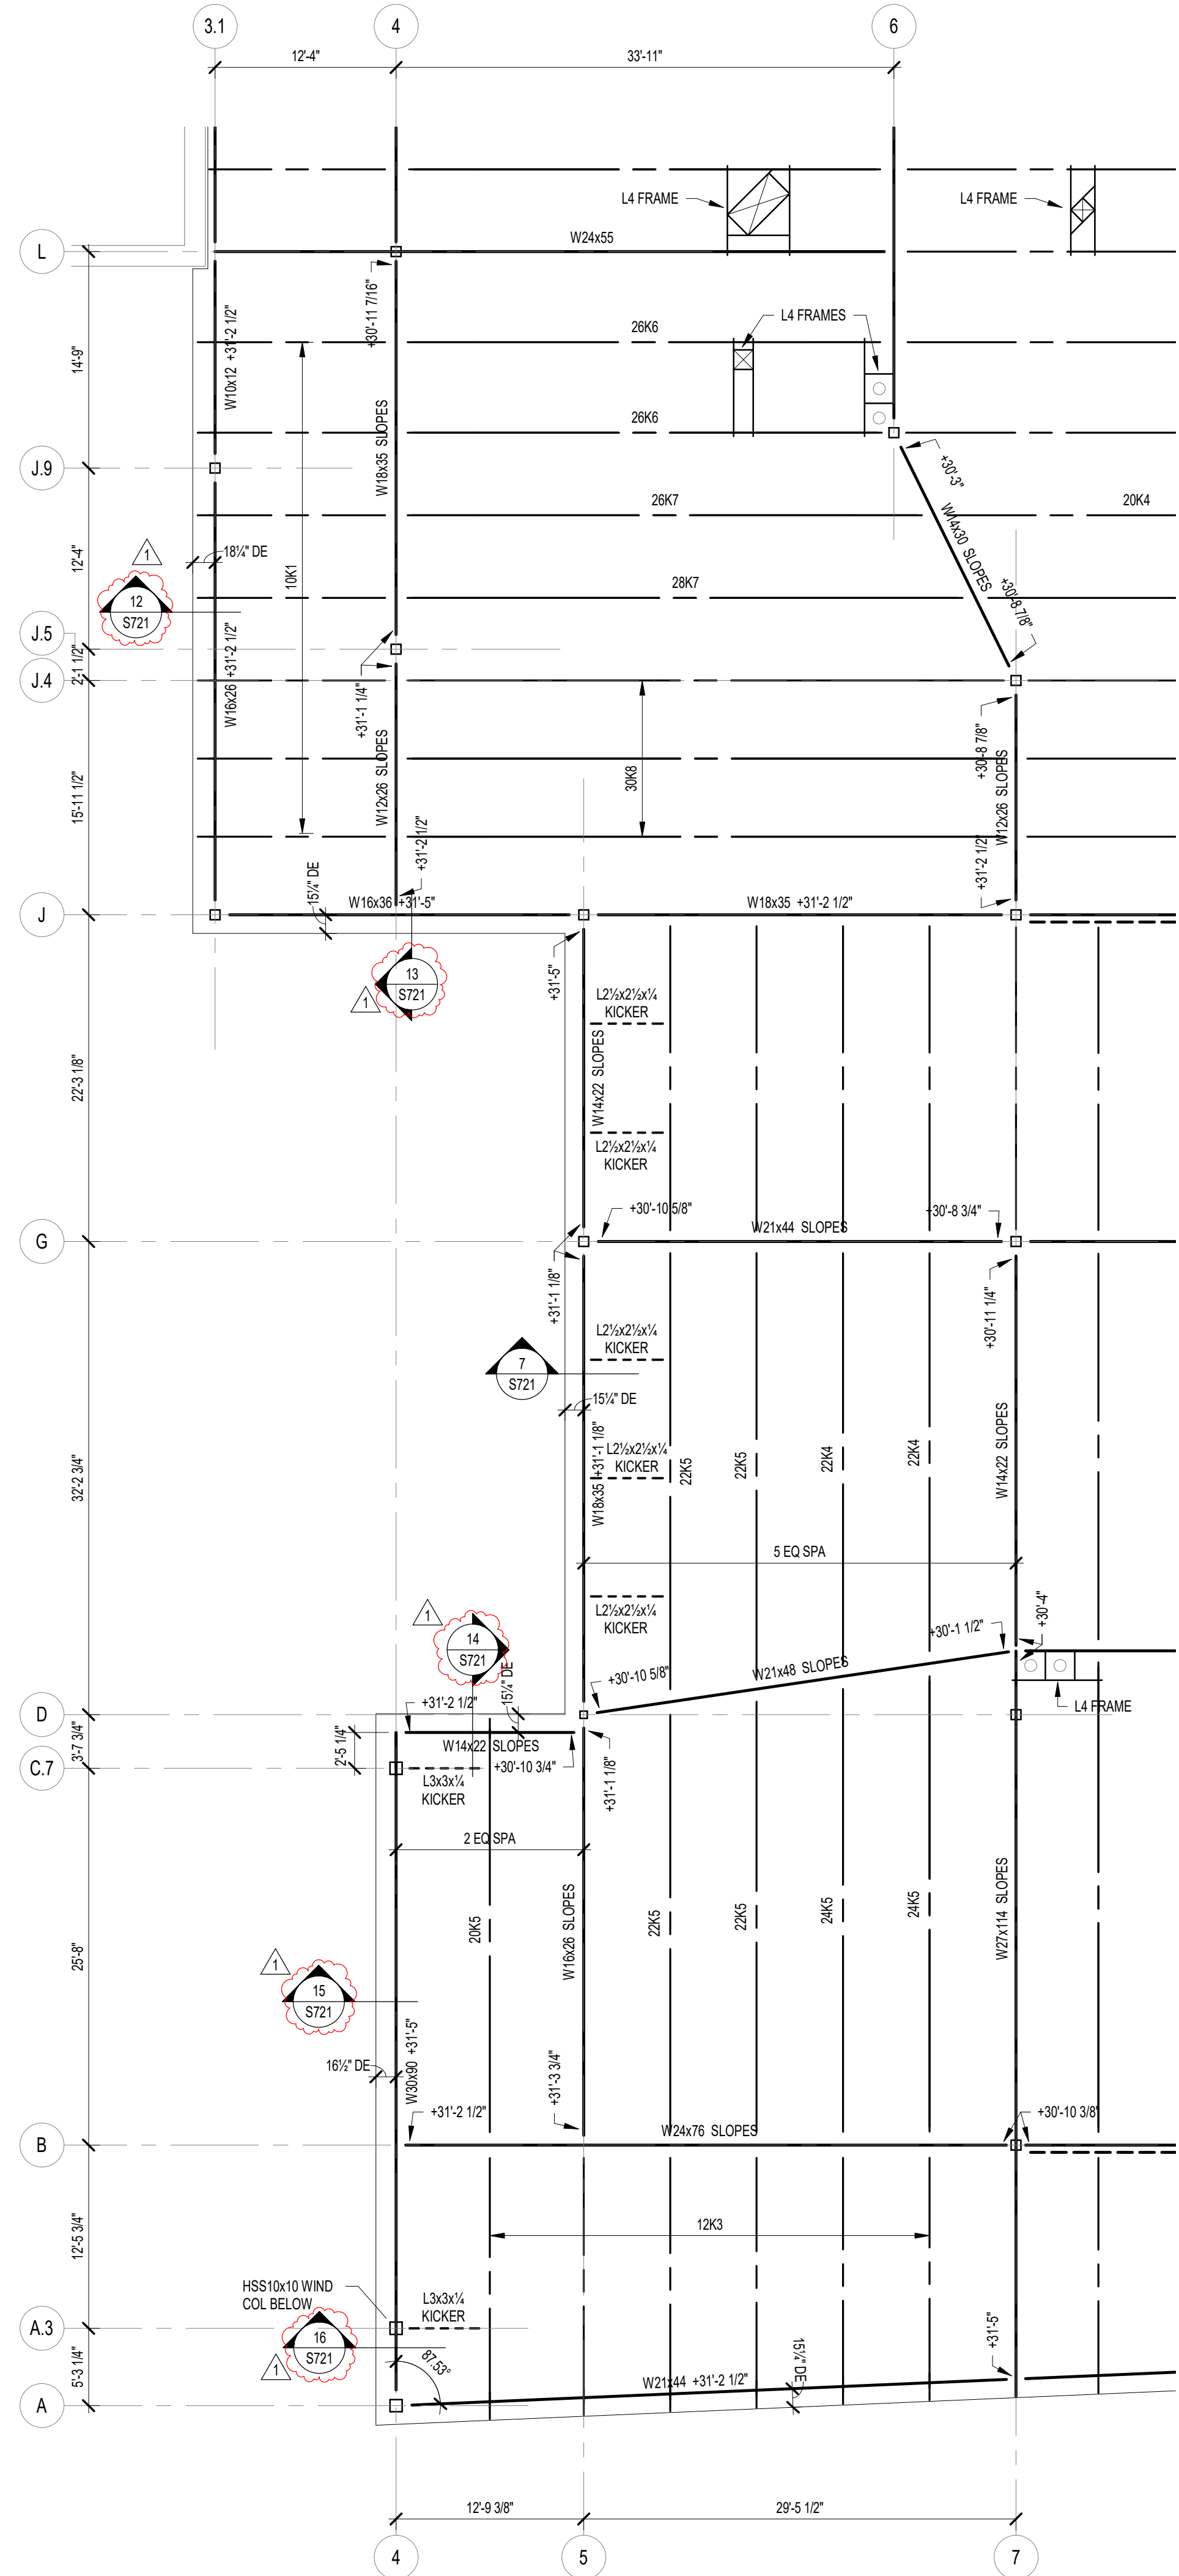 3.1
4
6
12'-4"
33'-11"
L4 FRAME
L4 FRAME
L
W24x55
+30'-11 7/16"
W10x12 +31'-2 1/2"
14'-9"
26K6
L4 FRAMES
W18x35 SLOPES
26K6
J.9
+30'-3"
26K7
20K4
W14x30 SLOPES
1
18¼" DE
12'-4"
10K1
28K7
+30'-8 7/8"
12
S721
J.5
2'-1 1/2"
J.4
W16x26 +31'-2 1/2"
+31'-1 1/4"
+30-8 7/8"
W12x26 SLOPES
30K8
W12x26 SLOPES
15'-11 1/2"
+31'-2 1/2"
+31'-2 1/2"
15¼" DE
J
W16x36 +31'-5"
W18x35 +31'-2 1/2"
13
S721
1
+31'-5"
L2½x2½x¼
KICKER
W14x22 SLOPES
22'-3 1/8"
L2½x2½x¼
KICKER
+30'-10 5/8"
+30'-8 3/4"
G
W21x44 SLOPES
+31'-1 1/8"
+30'-11 1/4"
L2½x2½x¼
KICKER
7
S721
15¼" DE
W18x35 +31'-1 1/8"
L2½x2½x¼
KICKER
22K5
22K5
22K4
22K4
W14x22 SLOPES
32'-2 3/4"
5 EQ SPA
L2½x2½x¼
KICKER
1
14
S721
+30'-4"
+30'-1 1/2"
W21x48 SLOPES
+30'-10 5/8"
15¼" DE
+31'-2 1/2"
L4 FRAME
D
3'-7 3/4"
2'-5 1/4"
W14x22 SLOPES
+30'-10 3/4"
+31'-1 1/8"
C.7
L3x3x¼
KICKER
2 EQ SPA
20K5
W16x26 SLOPES
22K5
22K5
24K5
24K5
W27x114 SLOPES
25'-8"
1
15
S721
16½" DE
W30x90 +31'-5"
+31'-3 3/4"
+31'-2 1/2"
+30'-10 3/8"
B
W24x76 SLOPES
12'-5 3/4"
12K3
HSS10x10 WIND
COL BELOW
L3x3x¼
KICKER
A.3
16
S721
1
5'-3 1/4"
87.53°
+31'-5"
15¼" DE
W21x44 +31'-2 1/2"
A
12'-9 3/8"
29'-5 1/2"
4
5
7